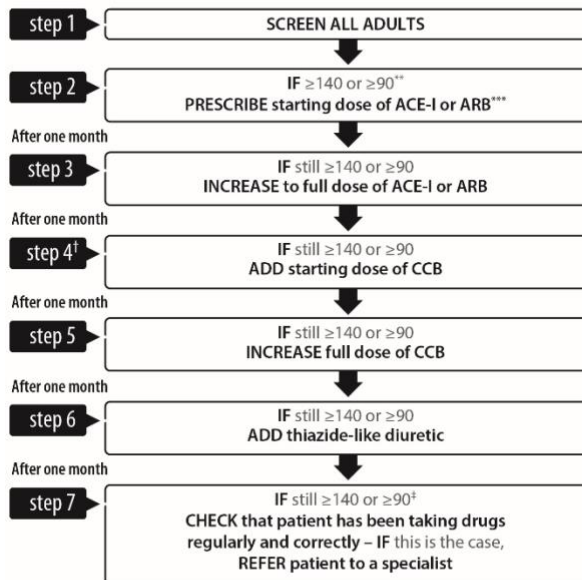 step 1
SCREEN ALL ADULTS
step 2
IF ≥140 or ≥90**
PRESCRIBE starting dose of ACE-I or ARB***
After one month
step 3
IF still ≥140 or ≥90
INCREASE to full dose of ACE-I or ARB
After one month
step 4†
IF still ≥140 or ≥90
ADD starting dose of CCB
After one month
step 5
IF still ≥140 or ≥90
INCREASE full dose of CCB
After one month
step 6
IF still ≥140 or ≥90
ADD thiazide-like diuretic
After one month
step 7
IF still ≥140 or ≥90‡
CHECK that patient has been taking drugs
regularly and correctly – IF this is the case,
REFER patient to a specialist